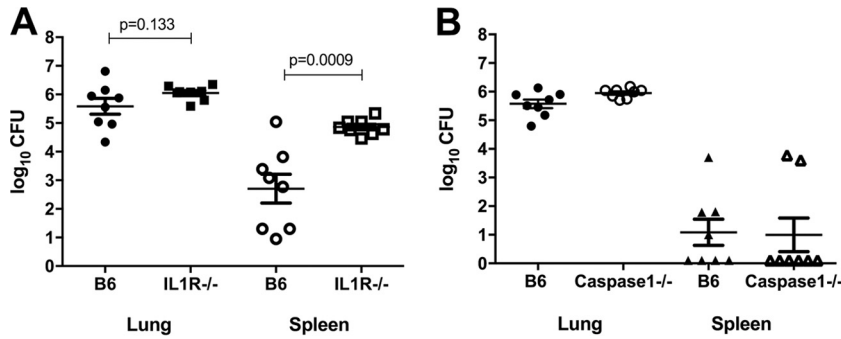 A
p=0.133
p=0.0009
log10 CFU
8
7
6
5
4
3
2
1
0
B6 IL1R-/- B6 IL1R-/-
Lung Spleen
B
log10 CFU
8
7
6
5
4
3
2
1
0
B6 Caspase1-/- B6 Caspase1-/-
Lung Spleen